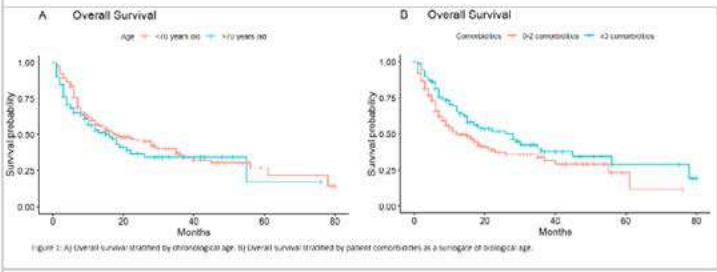 A Overall Survival
Age <70 years old >70 years old
Survival probability
1.00
0.75
0.50
0.25
0.00
0 20 40 60 80
Months
B Overall Survival
Comorbidities 0-2 comorbidities <3 comorbidities
Survival probability
1.00
0.75
0.50
0.25
0.00
0 20 40 60 80
Months
Figure 1: A) Overall survival stratified by chronological age. B) Overall survival stratified by patient comorbidities as a surrogate of biological age.